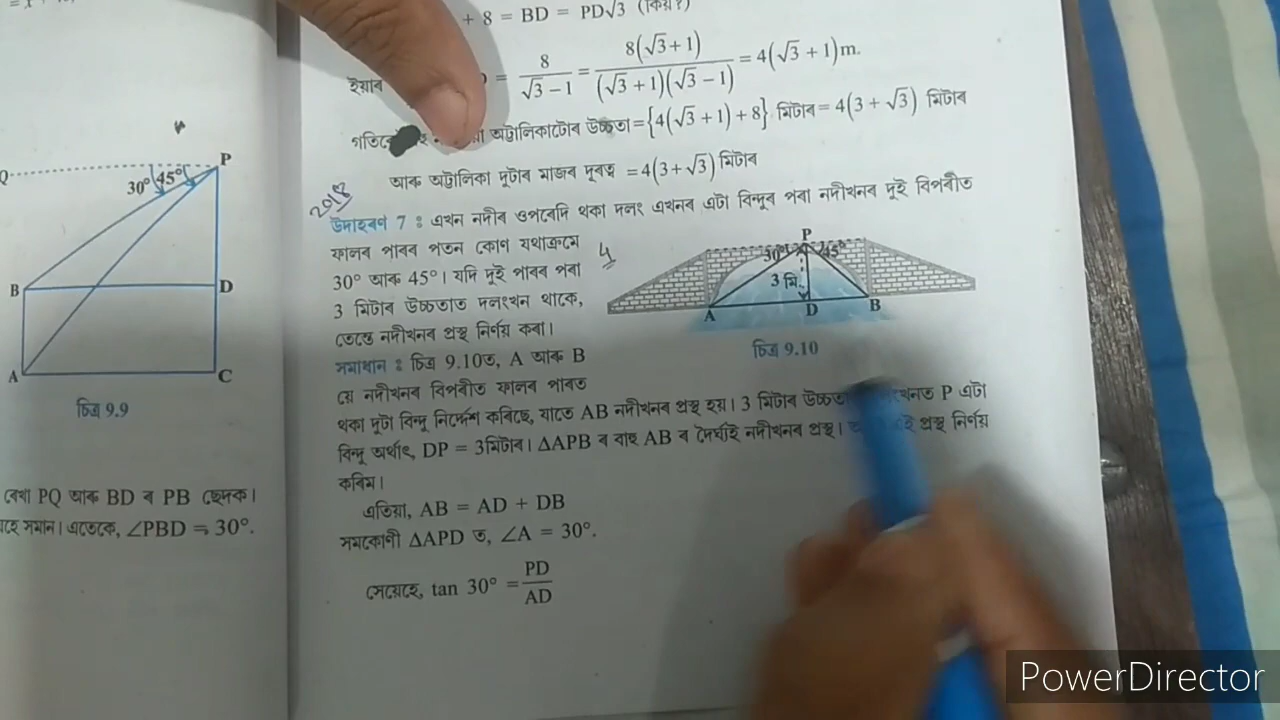 Q
P
30° 45°
B
D
A
C
চিত্ৰ 9.9
ৰেখা PQ আৰু BD ৰ PB ছেদক।
সমান। এতেকে, ∠PBD = 30°.
+ 8 = BD = PD√3 (কিয়?)
ইয়াৰ 8/(√3 – 1) = 8(√3 + 1)/((√3 + 1)(√3 – 1)) = 4(√3 + 1)m.
অট্টালিকাটোৰ উচ্চতা = {4(√3 + 1) + 8} মিটাৰ = 4(3 + √3) মিটাৰ
আৰু অট্টালিকা দুটাৰ মাজৰ দূৰত্ব = 4(3 + √3) মিটাৰ
উদাহৰণ 7 : এখন নদীৰ ওপৰেদি থকা দলং এখনৰ এটা বিন্দুৰ পৰা নদীখনৰ দুই বিপৰীত
ফালৰ পাৰৰ পতন কোণ যথাক্ৰমে
30° আৰু 45°। যদি দুই পাৰৰ পৰা
3 মিটাৰ উচ্চতাত দলংখন থাকে,
তেন্তে নদীখনৰ প্ৰস্থ নিৰ্ণয় কৰা।
4
P
30° 45°
3 মি.
A
D
B
চিত্ৰ 9.10
সমাধান : চিত্ৰ 9.10ত, A আৰু B
য়ে নদীখনৰ বিপৰীত ফালৰ পাৰত
থকা দুটা বিন্দু নিৰ্দ্দেশ কৰিছে, যাতে AB নদীখনৰ প্ৰস্থ হয়। 3 মিটাৰ P এটা
বিন্দু অৰ্থাৎ, DP = 3মিটাৰ। ΔAPB ৰ বাহু AB ৰ দৈৰ্ঘ্যই নদীখনৰ প্ৰস্থ। প্ৰস্থ নিৰ্ণয়
কৰিম।
এতিয়া, AB = AD + DB
সমকোণী ΔAPD ত, ∠A = 30°.
সেয়েহে, tan 30° = PD/AD
PowerDirector